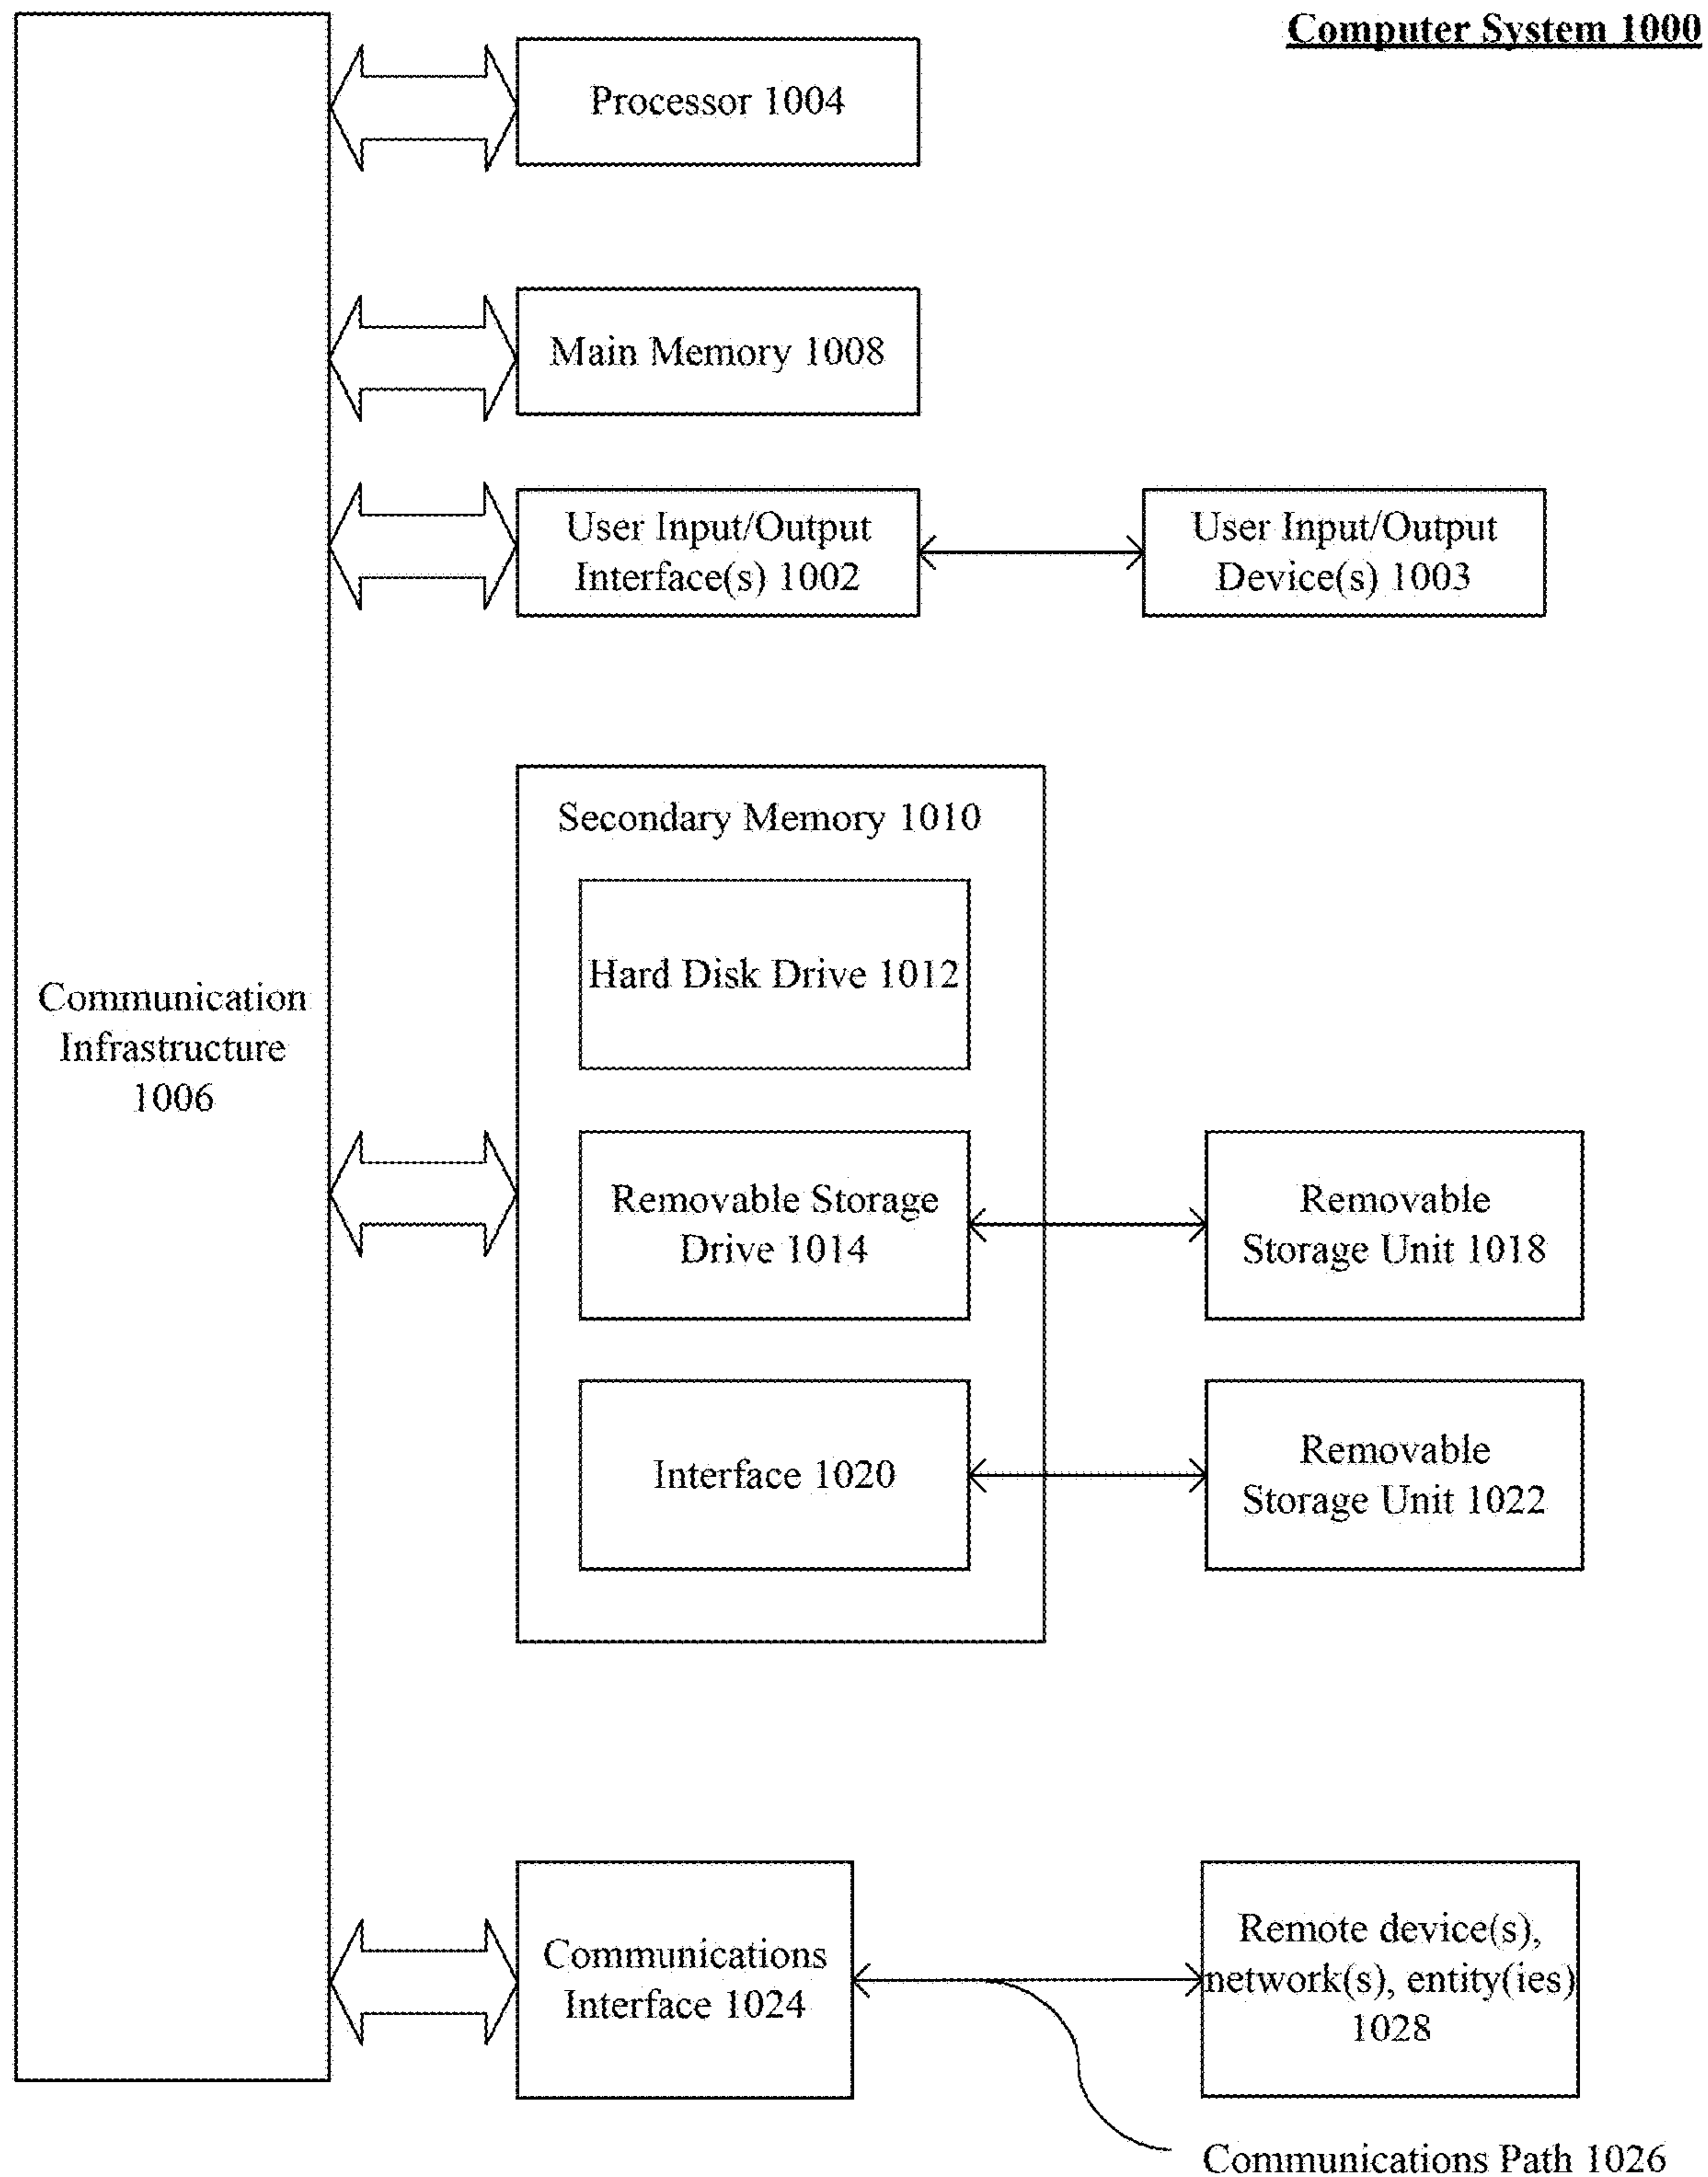 Computer System 1000
Processor 1004
Main Memory 1008
User Input/Output
Interface(s) 1002
User Input/Output
Device(s) 1003
Secondary Memory 1010
Hard Disk Drive 1012
Communication
Infrastructure
1006
Removable Storage
Drive 1014
Removable
Storage Unit 1018
Interface 1020
Removable
Storage Unit 1022
Communications
Interface 1024
Remote device(s),
network(s), entity(ies)
1028
Communications Path 1026